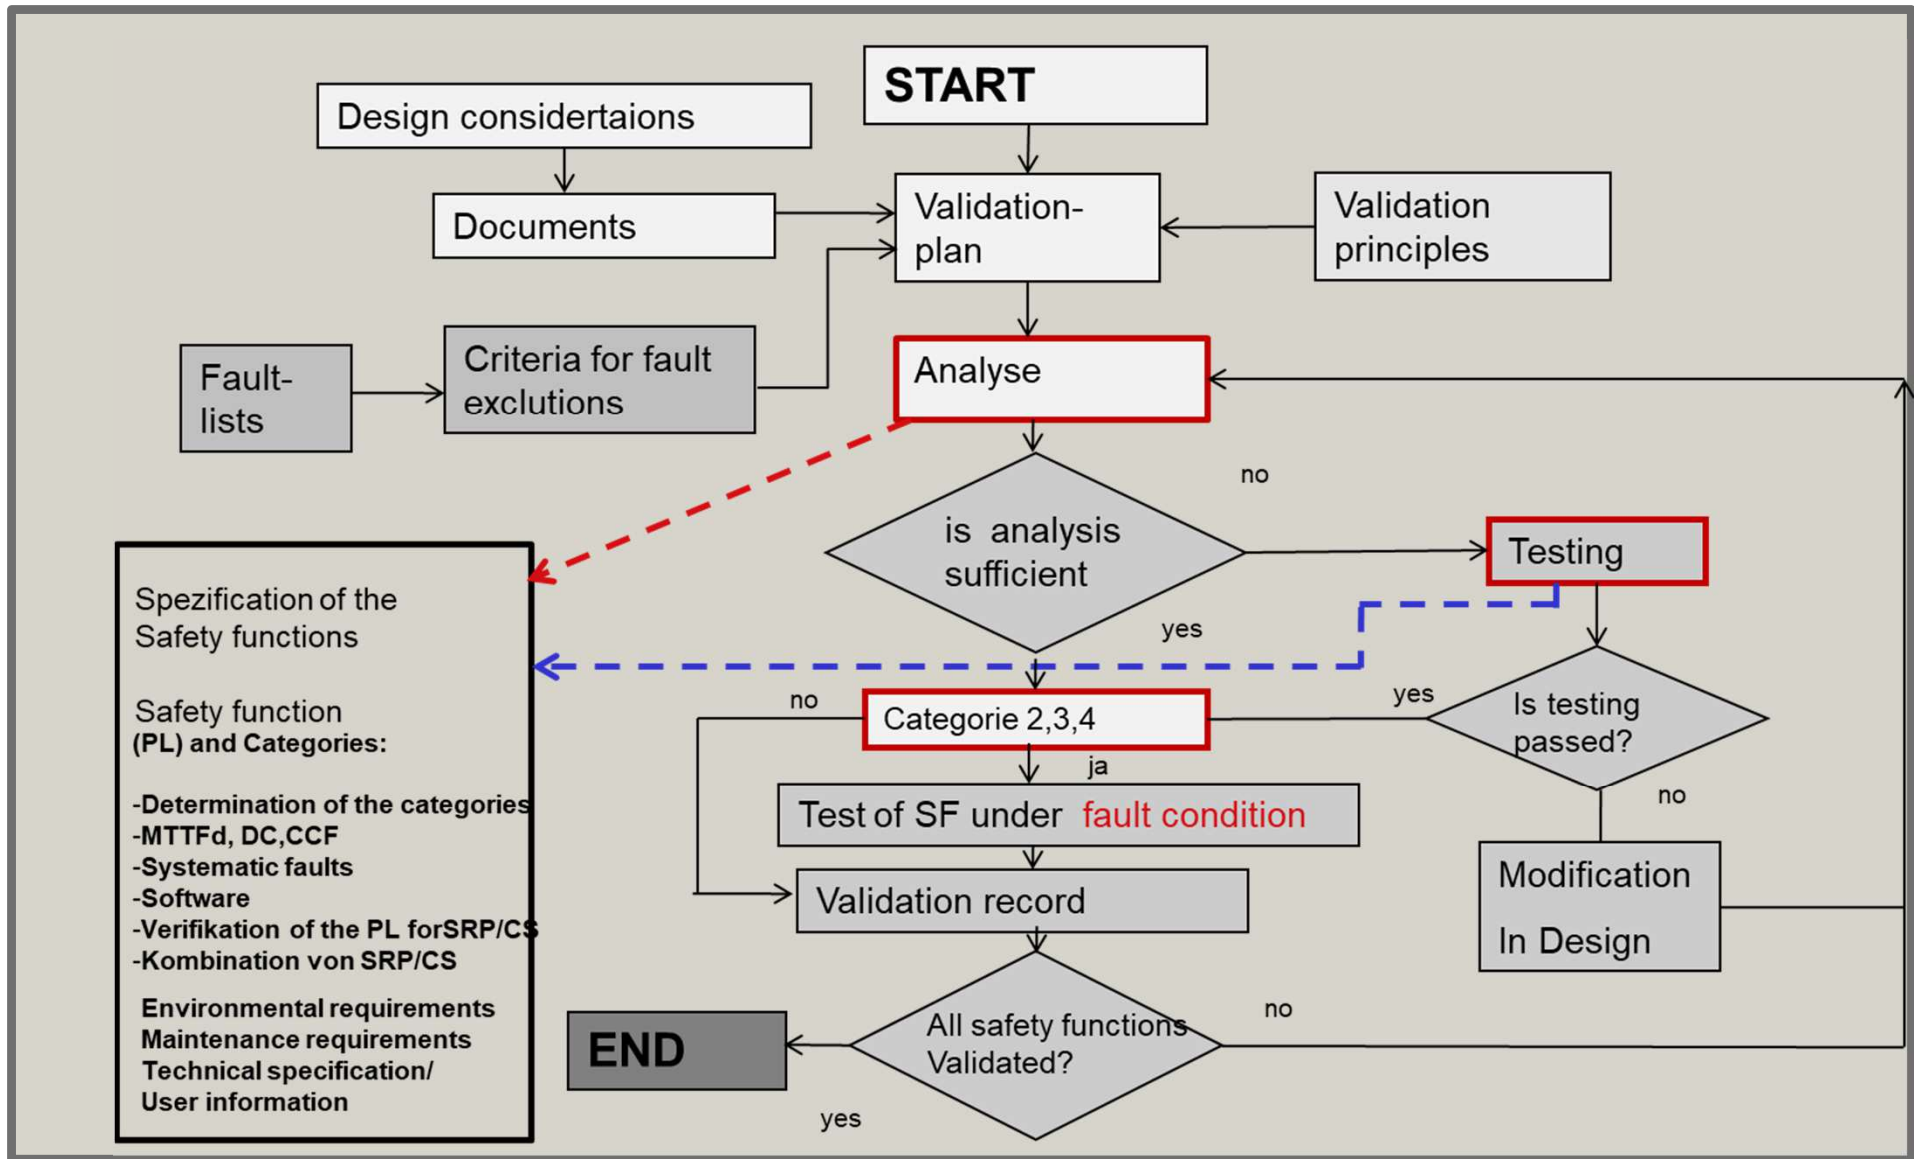 START
Design considertaions
Validation-
plan
Validation
principles
Documents
Fault-
lists
Criteria for fault
exclutions
Analyse
no
is analysis
sufficient
Testing
yes
Spezification of the
Safety functions
Safety function
(PL) and Categories:
-Determination of the categories
-MTTFd, DC,CCF
-Systematic faults
-Software
-Verifikation of the PL forSRP/CS
-Kombination von SRP/CS
Environmental requirements
Maintenance requirements
Technical specification/
User information
no
Categorie 2,3,4
yes
Is testing
passed?
ja
no
Test of SF under fault condition
Modification
In Design
Validation record
no
All safety functions
Validated?
END
yes